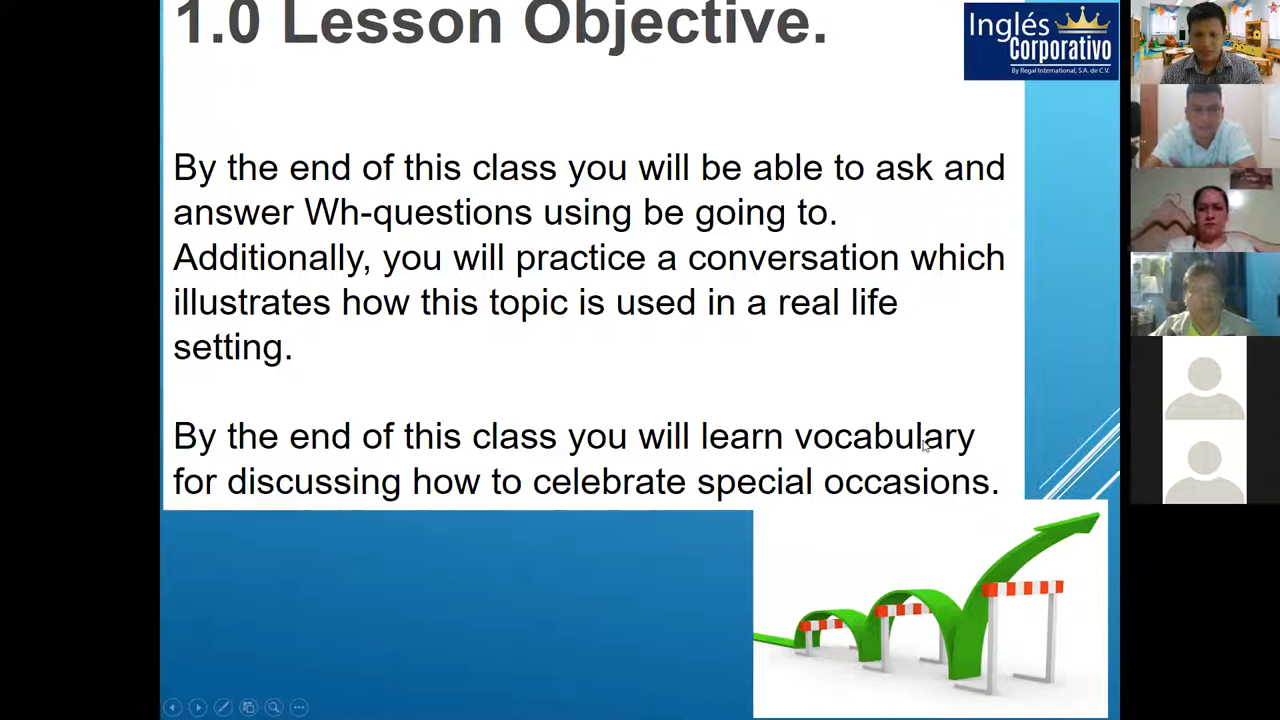 1.0 Lesson Objective.
Inglés
Corporativo
By Regal International, S.A. de C.V.
By the end of this class you will be able to ask and
answer Wh-questions using be going to.
Additionally, you will practice a conversation which
illustrates how this topic is used in a real life
setting.
By the end of this class you will learn vocabulary
for discussing how to celebrate special occasions.